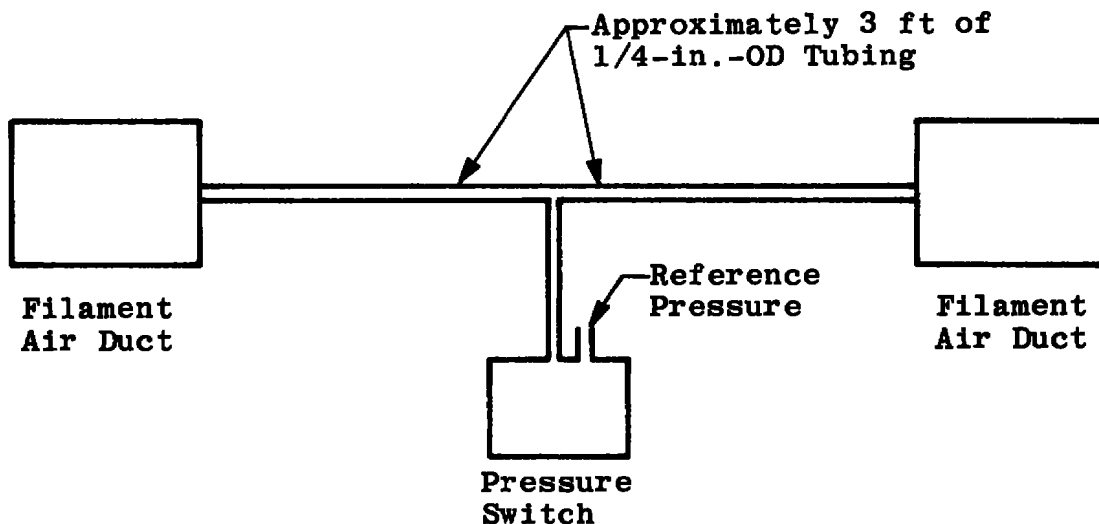 Approximately 3 ft of
1/4-in.-OD Tubing
Reference
Pressure
Filament
Air Duct
Filament
Air Duct
Pressure
Switch